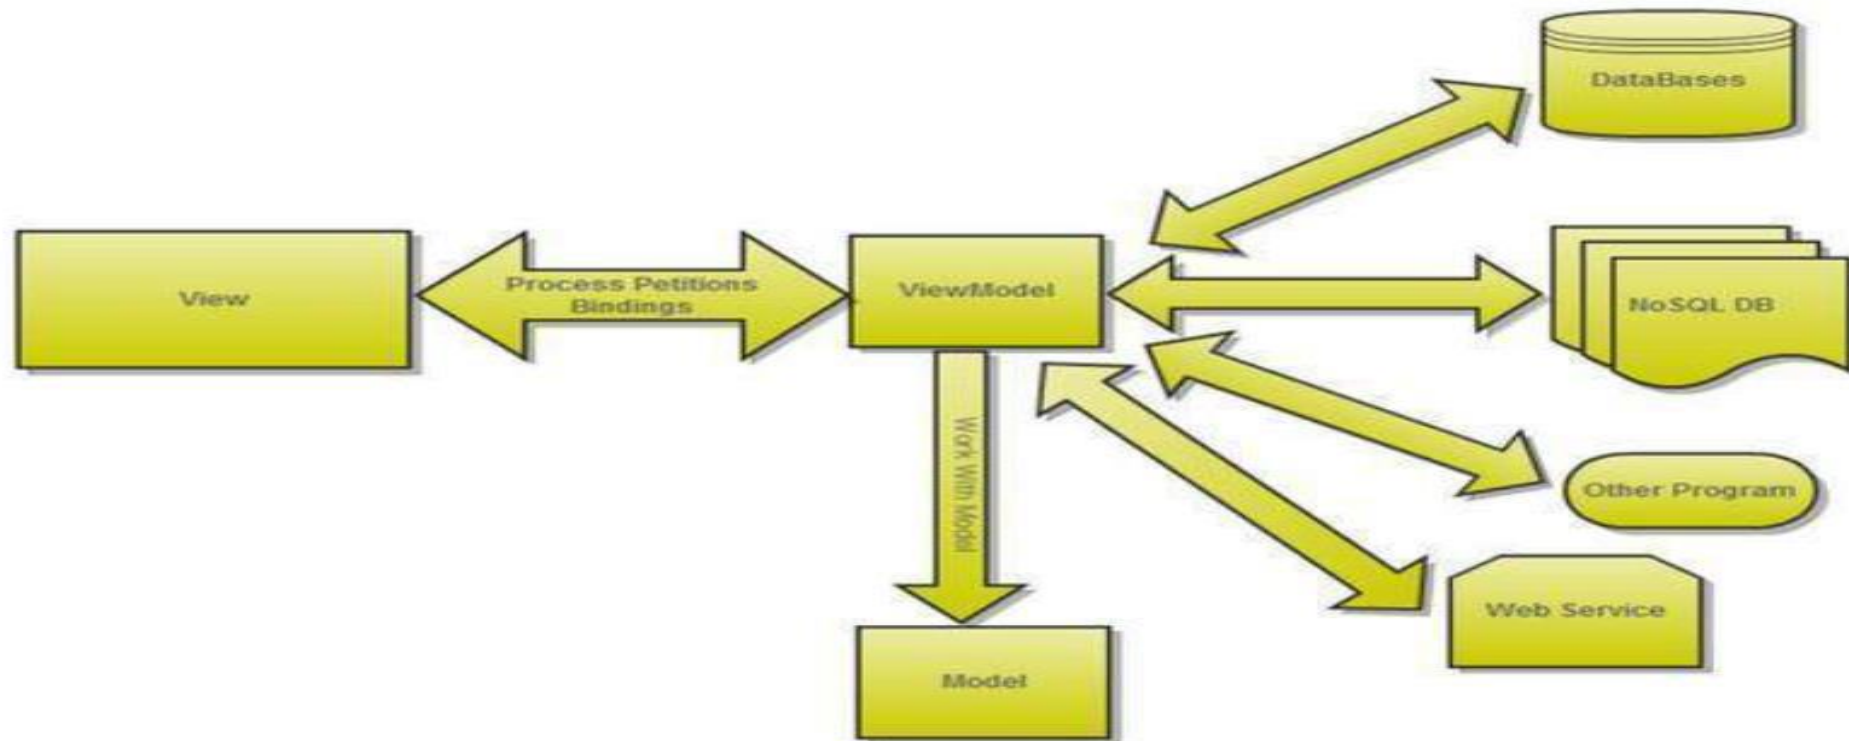 DataBases
View
Process Petitions
Bindings
ViewModel
NoSQL DB
Work With Model
Other Program
Web Service
Model